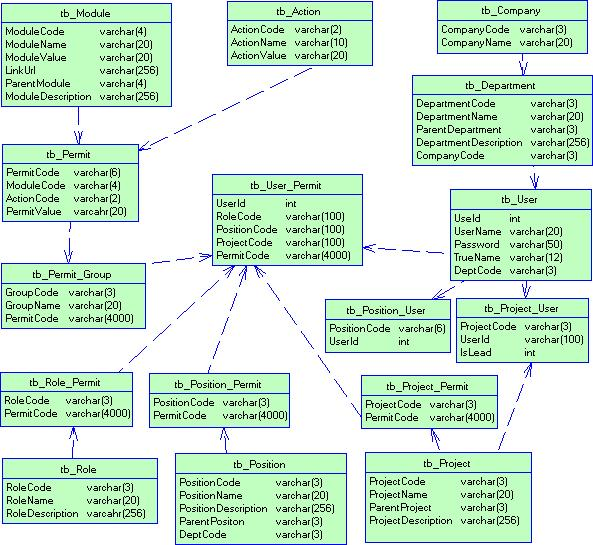 tb_Module
ModuleCode varchar(4)
ModuleName varchar(20)
ModuleValue varchar(20)
LinkUrl varchar(256)
ParentModule varchar(4)
ModuleDescription varchar(256)
tb_Action
ActionCode varchar(2)
ActionName varchar(10)
ActionValue varchar(20)
tb_Company
CompanyCode varchar(3)
CompanyName varchar(20)
tb_Department
DepartmentCode varchar(3)
DepartmentName varchar(20)
ParentDepartment varchar(3)
DepartmentDescription varchar(256)
CompanyCode varchar(3)
tb_Permit
PermitCode varchar(6)
ModuleCode varchar(4)
ActionCode varchar(2)
PermitValue varcahr(20)
tb_User_Permit
UserId int
RoleCode varchar(100)
PositionCode varchar(100)
ProjectCode varchar(100)
PermitCode varchar(4000)
tb_User
UseId int
UserName varchar(20)
Password varchar(50)
TrueName varchar(12)
DeptCode varchar(3)
tb_Permit_Group
GroupCode varchar(3)
GroupName varchar(20)
PermitCode varchar(4000)
tb_Position_User
PositionCode varchar(6)
UserId int
tb_Project_User
ProjectCode varchar(3)
UserId varchar(100)
IsLead int
tb_Role_Permit
RoleCode varchar(3)
PermitCode varchar(4000)
tb_Position_Permit
PositionCode varchar(3)
PermitCode varchar(4000)
tb_Project_Permit
ProjectCode varchar(3)
PermitCode varchar(4000)
tb_Role
RoleCode varchar(3)
RoleName varchar(20)
RoleDescription varcahr(256)
tb_Position
PositionCode varchar(3)
PositionName varchar(20)
PositionDescription varchar(256)
ParentPositon varchar(3)
DeptCode varchar(3)
tb_Project
ProjectCode varchar(3)
ProjectName varchar(20)
ParentProject varchar(3)
ProjectDescription varchar(256)